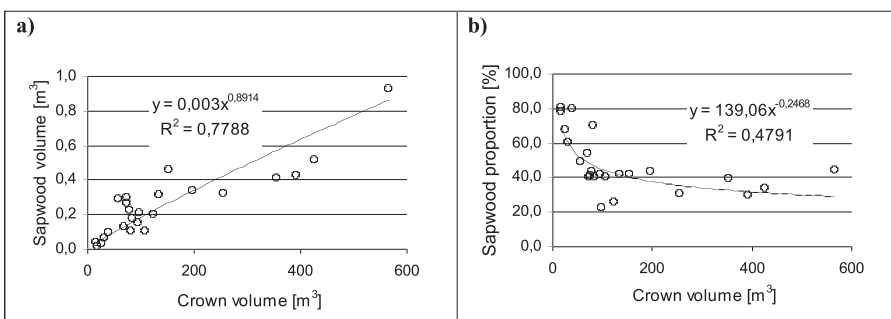 a)
Sapwood volume [m³]
1,0
0,8
0,6
0,4
0,2
0,0
y = 0,003x^0,8914
R² = 0,7788
0 200 400 600
Crown volume [m³]
b)
Sapwood proportion [%]
100,0
80,0
60,0
40,0
20,0
0,0
y = 139,06x^-0,2468
R² = 0,4791
0 200 400 600
Crown volume [m³]